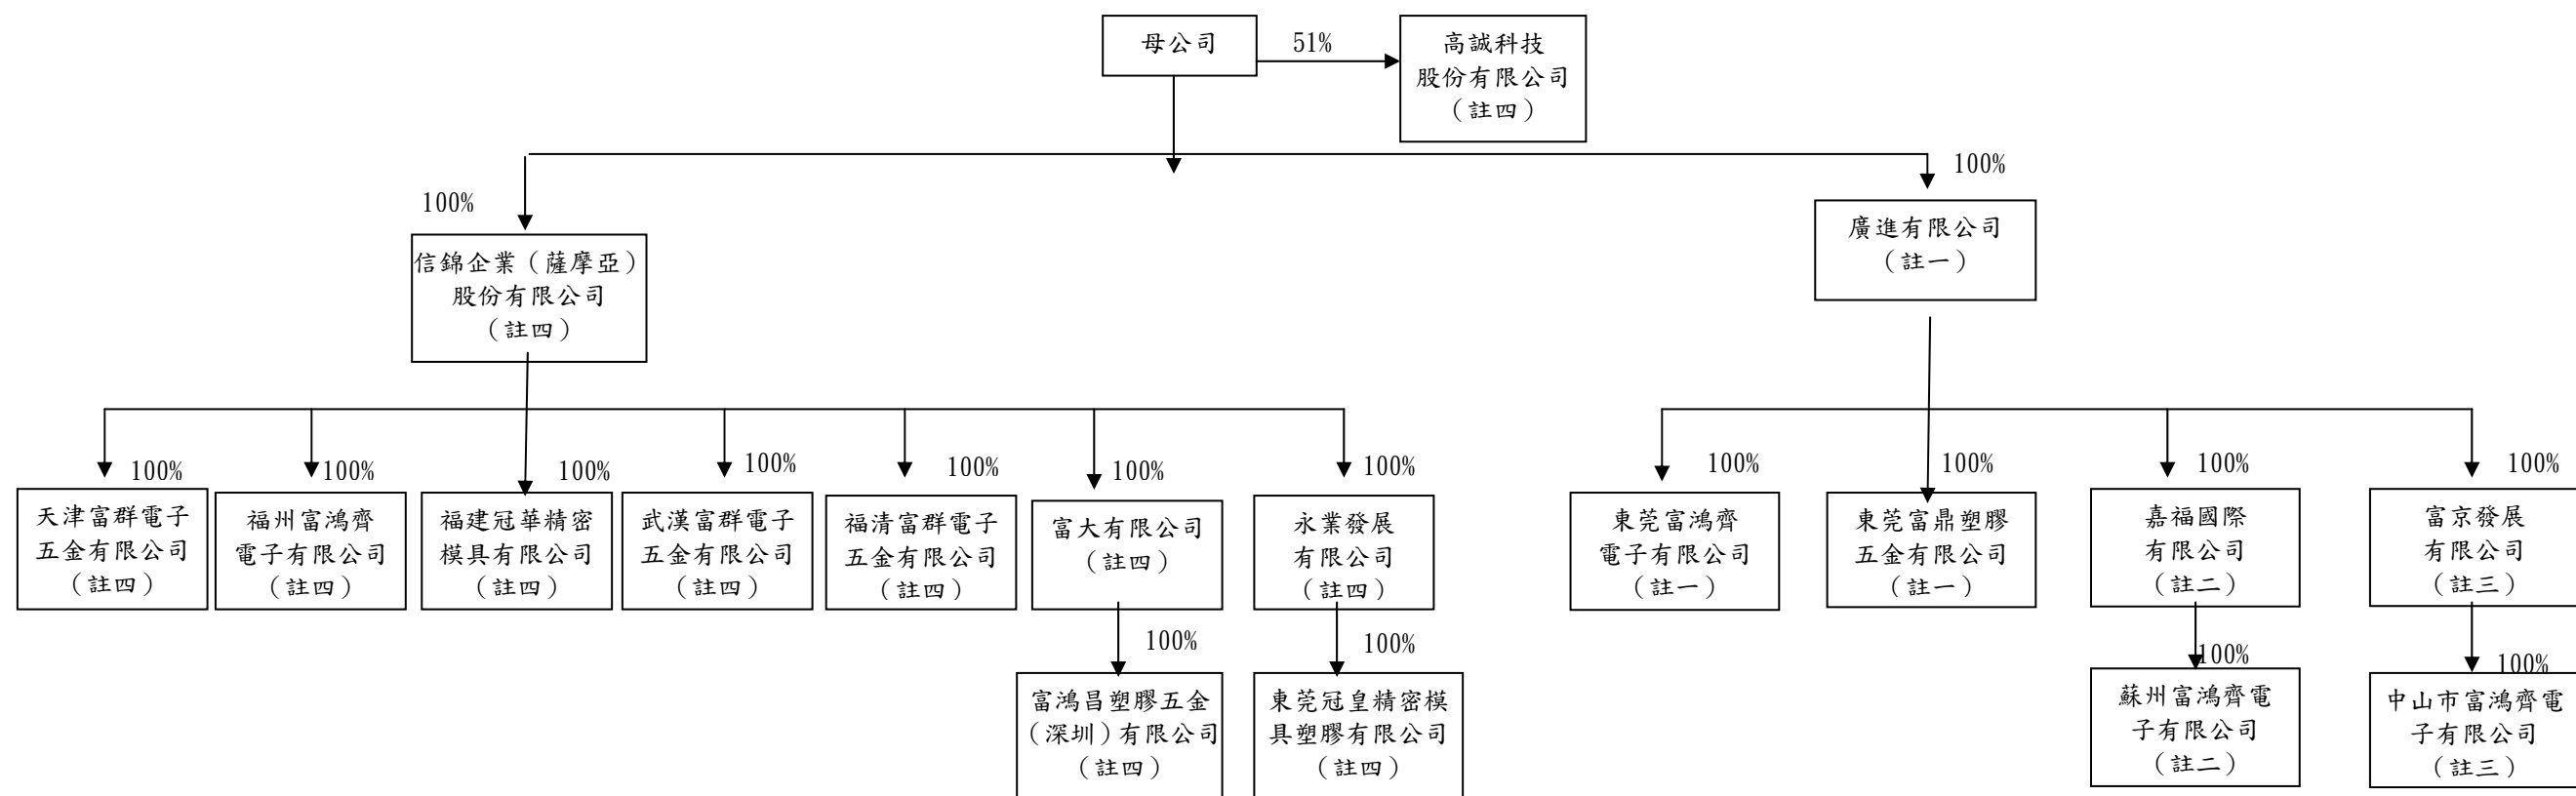 母公司
51%
高誠科技
股份有限公司
（註四）
100%
信錦企業（薩摩亞）
股份有限公司
（註四）
100%
廣進有限公司
（註一）
100%
天津富群電子
五金有限公司
（註四）
100%
福州富鴻齊
電子有限公司
（註四）
100%
福建冠華精密
模具有限公司
（註四）
100%
武漢富群電子
五金有限公司
（註四）
100%
福清富群電子
五金有限公司
（註四）
100%
富大有限公司
（註四）
100%
永業發展
有限公司
（註四）
100%
東莞富鴻齊
電子有限公司
（註一）
100%
東莞富鼎塑膠
五金有限公司
（註一）
100%
嘉福國際
有限公司
（註二）
100%
富京發展
有限公司
（註三）
100%
富鴻昌塑膠五金
（深圳）有限公司
（註四）
100%
東莞冠皇精密模
具塑膠有限公司
（註四）
100%
蘇州富鴻齊電
子有限公司
（註二）
100%
中山市富鴻齊電
子有限公司
（註三）